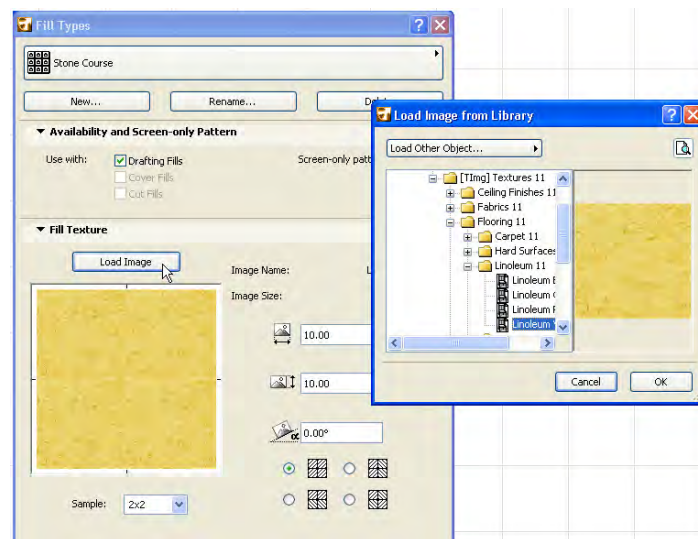 Fill Types
Stone Course
New...
Rename...
Availability and Screen-only Pattern
Use with:
Drafting Fills
Screen-only
Cover Fills
Cut Fills
Fill Texture
Load Image
Image Name:
Image Size:
10.00
10.00
α
0.00°
Sample:
2x2
Load Image from Library
Load Other Object...
[TImg] Textures 11
Ceiling Finishes 11
Fabrics 11
Flooring 11
Carpet 11
Hard Surfaces
Linoleum 11
Linoleum
Linoleum
Linoleum
Linoleum
Cancel
OK